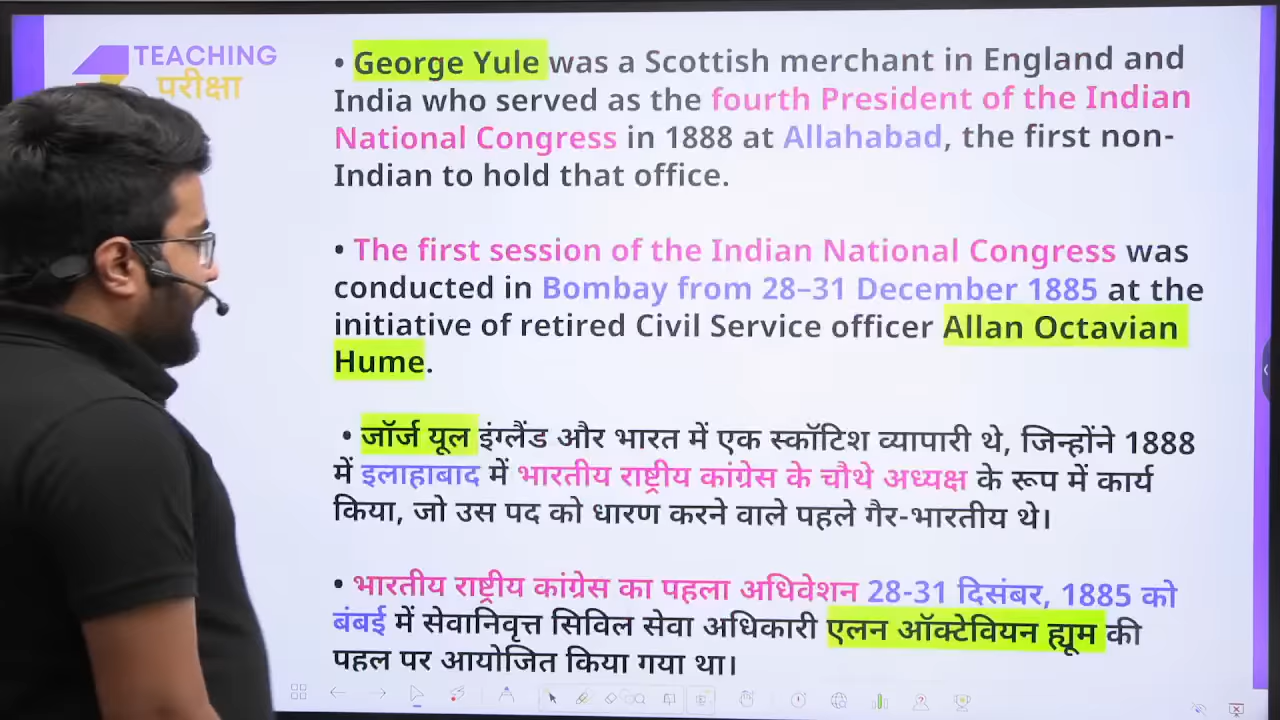 TEACHING
परीक्षा
• George Yule was a Scottish merchant in England and
India who served as the fourth President of the Indian
National Congress in 1888 at Allahabad, the first non-
Indian to hold that office.
• The first session of the Indian National Congress was
conducted in Bombay from 28–31 December 1885 at the
initiative of retired Civil Service officer Allan Octavian
Hume.
• जॉर्ज यूल इंग्लैंड और भारत में एक स्कॉटिश व्यापारी थे, जिन्होंने 1888
में इलाहाबाद में भारतीय राष्ट्रीय कांग्रेस के चौथे अध्यक्ष के रूप में कार्य
किया, जो उस पद को धारण करने वाले पहले गैर-भारतीय थे।
• भारतीय राष्ट्रीय कांग्रेस का पहला अधिवेशन 28-31 दिसंबर, 1885 को
बंबई में सेवानिवृत्त सिविल सेवा अधिकारी एलन ऑक्टेवियन ह्यूम की
पहल पर आयोजित किया गया था।